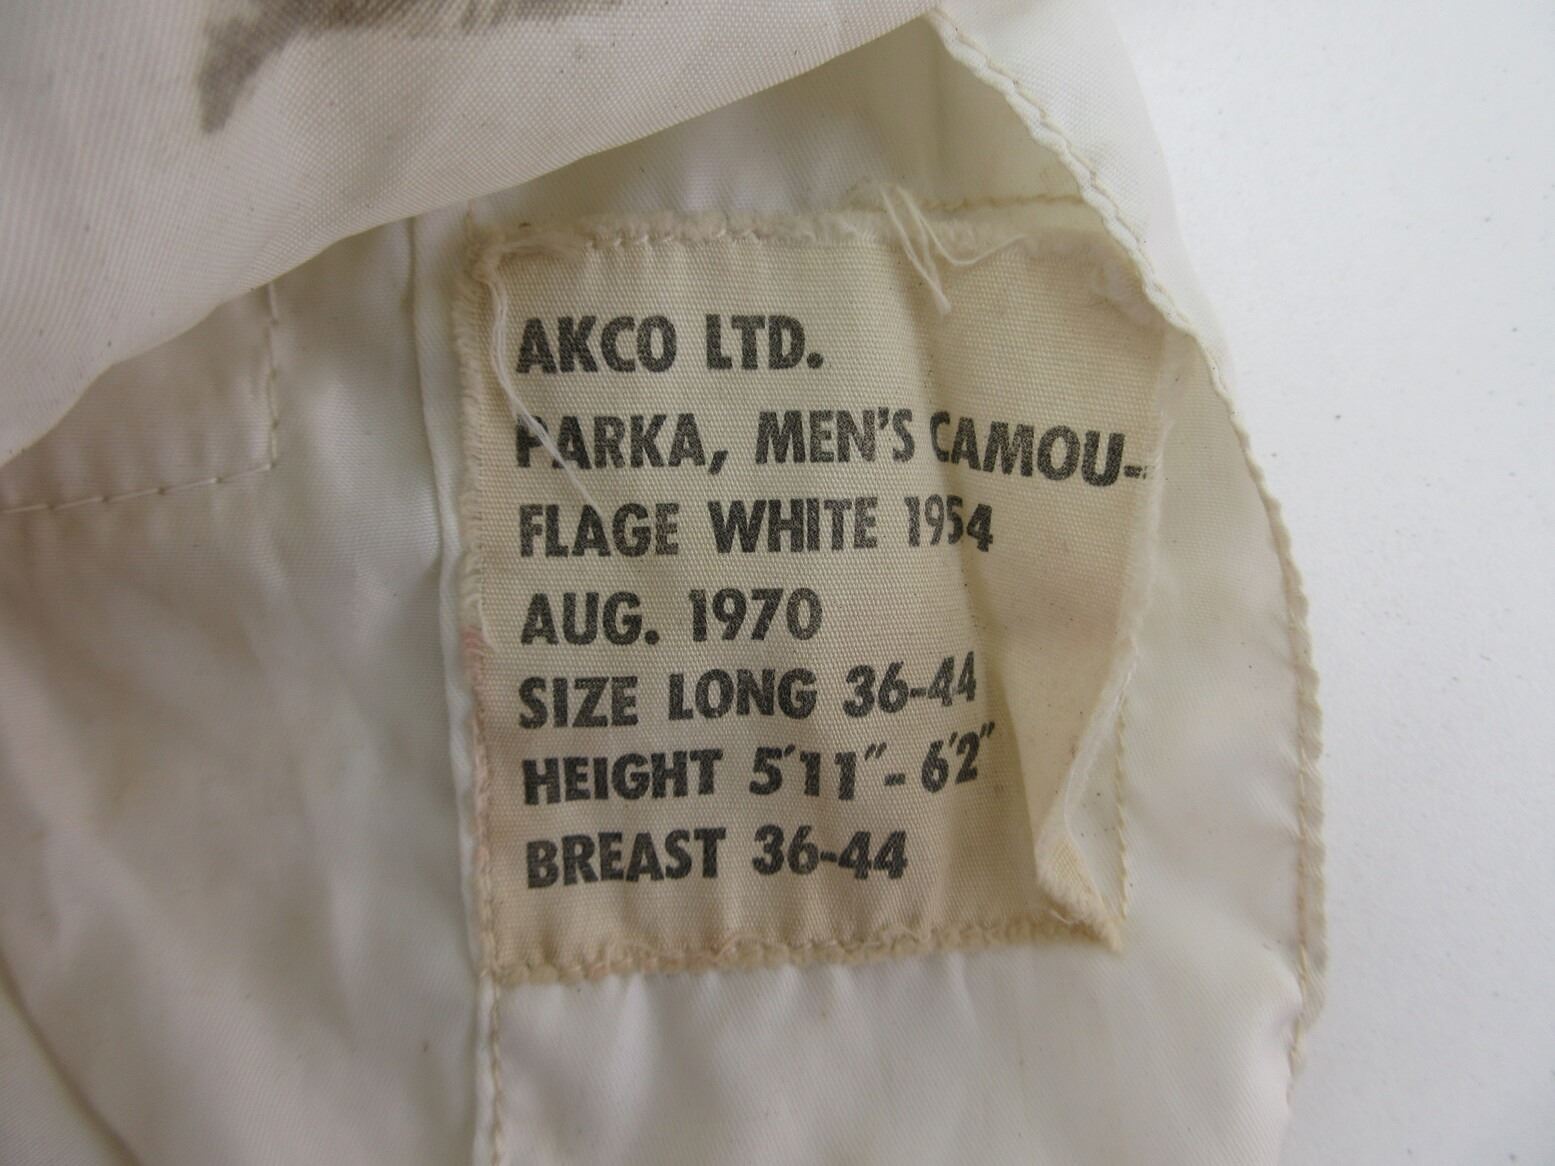 AKCO LTD.
PARKA, MEN'S CAMOU-
FLAGE WHITE 1954
AUG. 1970
SIZE LONG 36-44
HEIGHT 5'11"- 6'2"
BREAST 36-44